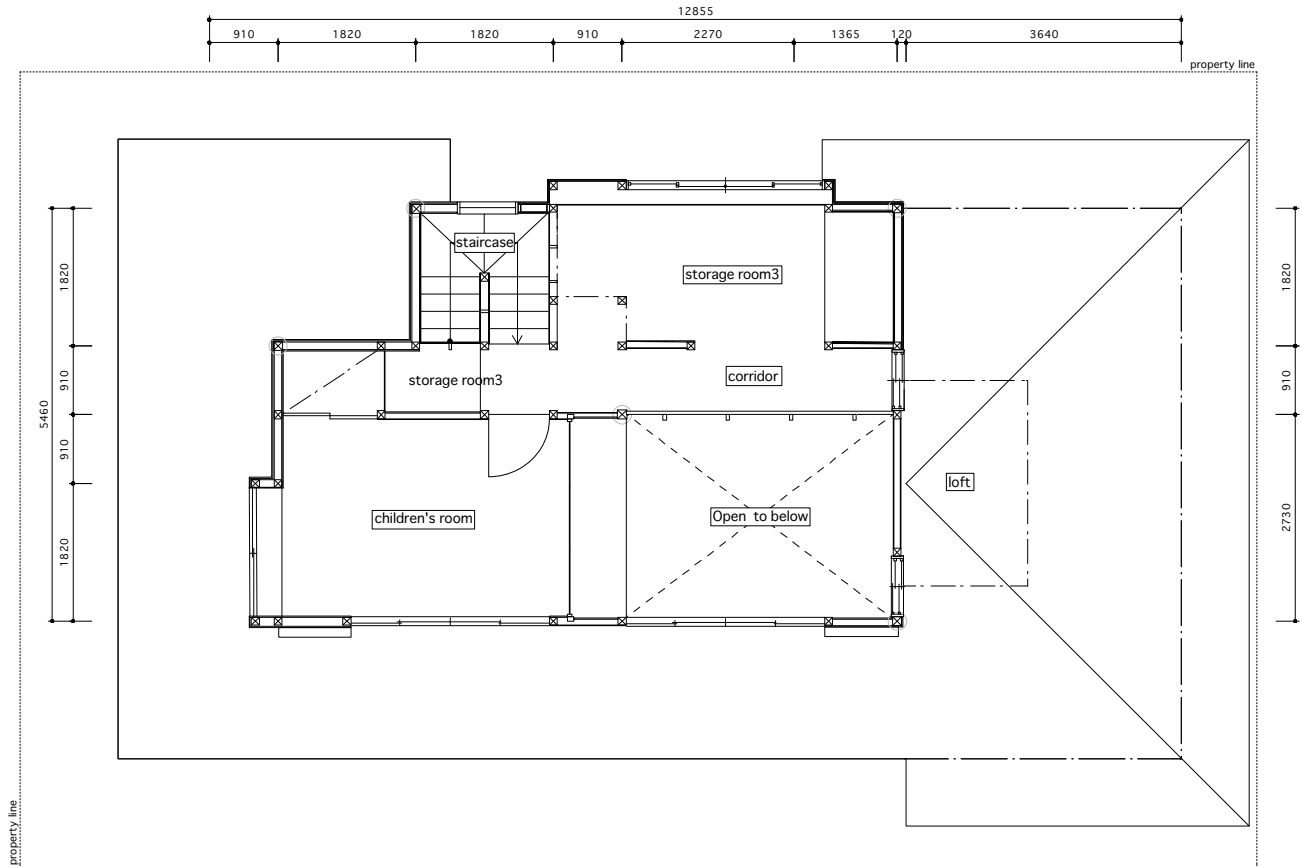 12855
910
1820
1820
910
2270
1365
120
3640
property line
staircase
storage room3
storage room3
corridor
children's room
Open to below
loft
1820
910
5460
910
1820
1820
910
2730
property line